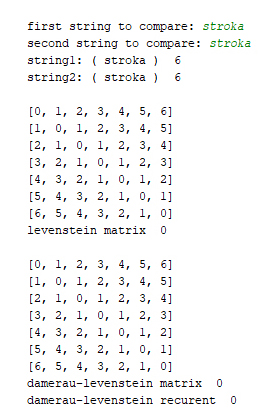 first string to compare: stroka
second string to compare: stroka
string1: ( stroka )  6
string2: ( stroka )  6
[0, 1, 2, 3, 4, 5, 6]
[1, 0, 1, 2, 3, 4, 5]
[2, 1, 0, 1, 2, 3, 4]
[3, 2, 1, 0, 1, 2, 3]
[4, 3, 2, 1, 0, 1, 2]
[5, 4, 3, 2, 1, 0, 1]
[6, 5, 4, 3, 2, 1, 0]
levenstein matrix  0
[0, 1, 2, 3, 4, 5, 6]
[1, 0, 1, 2, 3, 4, 5]
[2, 1, 0, 1, 2, 3, 4]
[3, 2, 1, 0, 1, 2, 3]
[4, 3, 2, 1, 0, 1, 2]
[5, 4, 3, 2, 1, 0, 1]
[6, 5, 4, 3, 2, 1, 0]
damerau-levenstein matrix  0
damerau-levenstein recurent  0